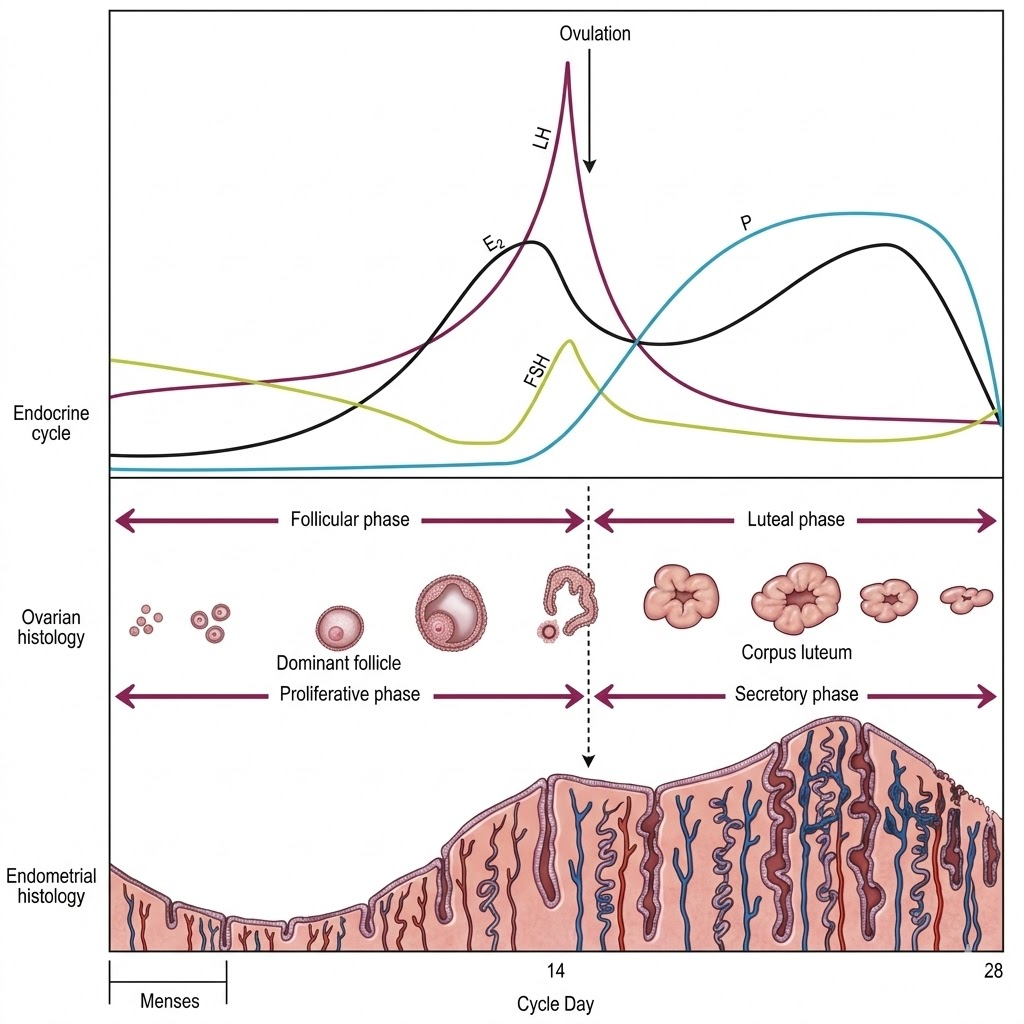 Ovulation
LH
E₂
P
FSH
Endocrine
cycle
Follicular phase
Luteal phase
Ovarian
histology
Dominant follicle
Corpus luteum
Proliferative phase
Secretory phase
Endometrial
histology
14
28
Menses
Cycle Day